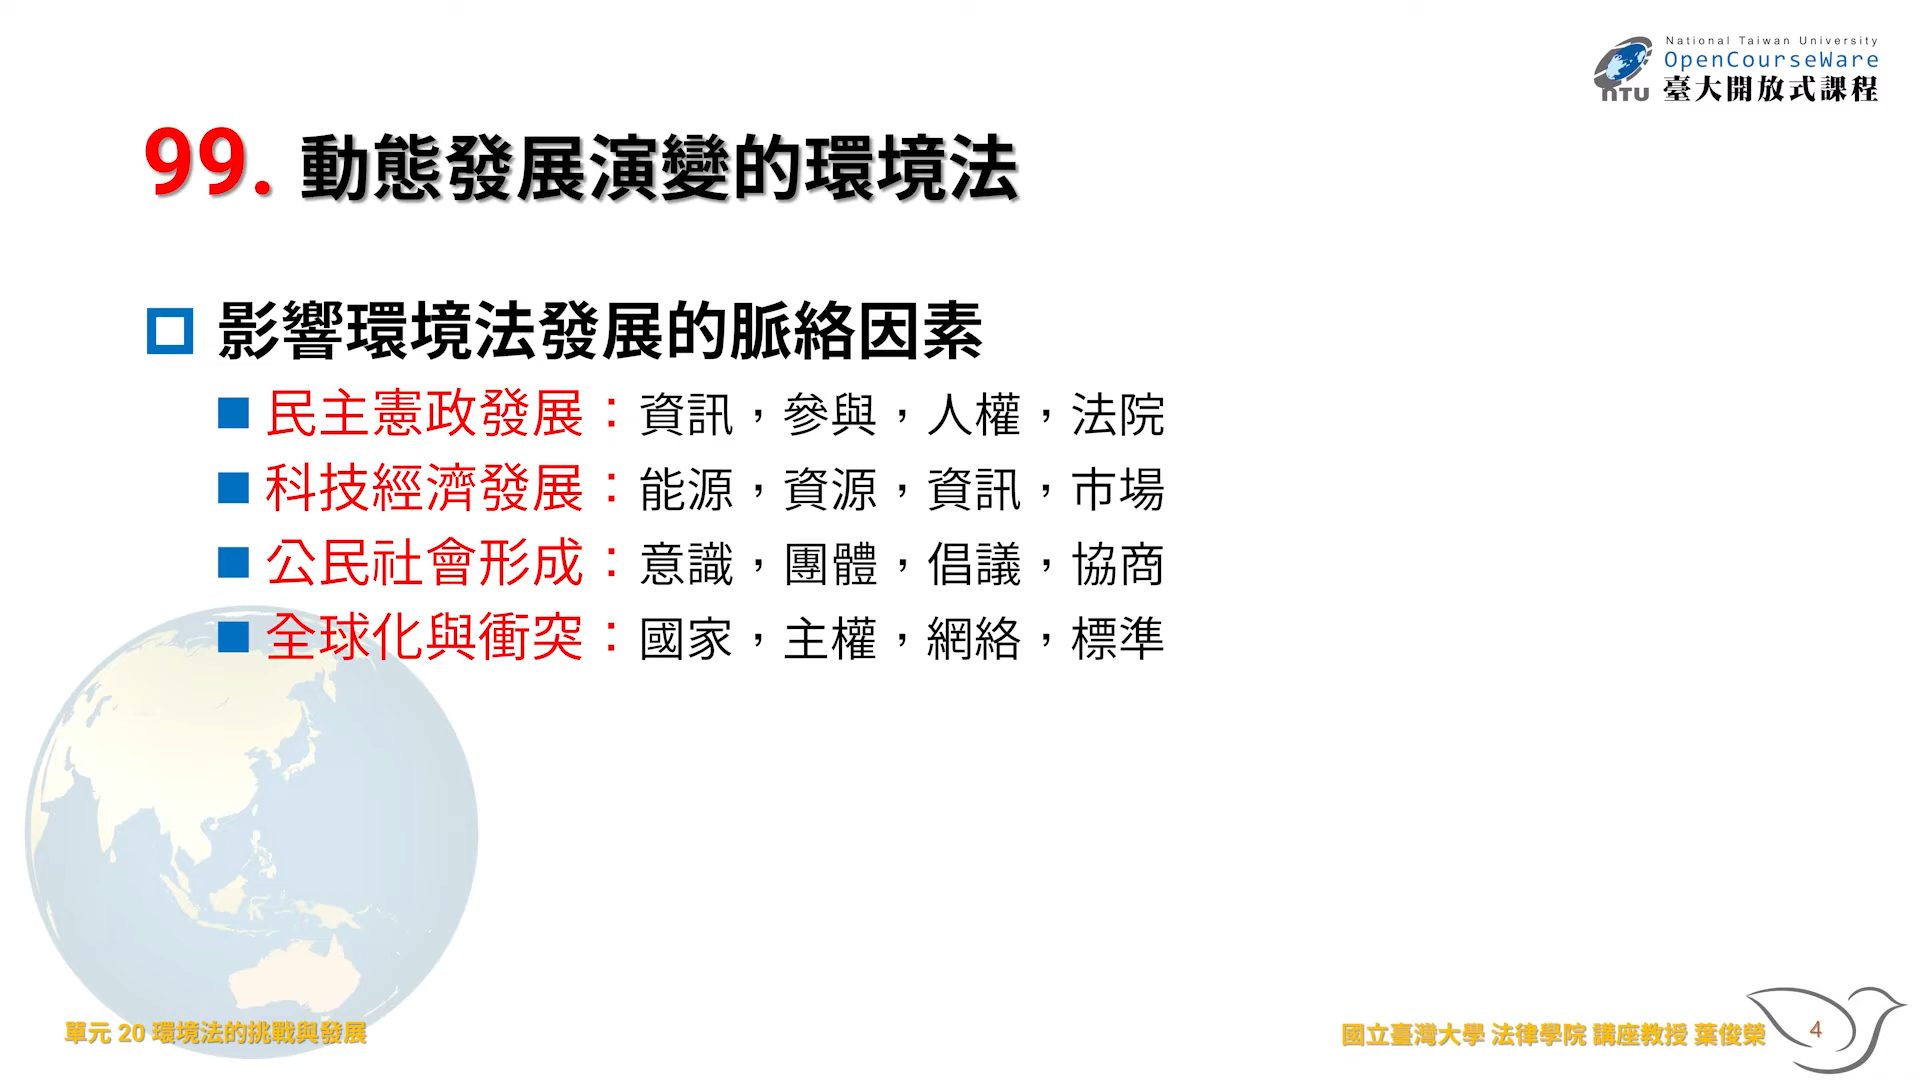 National Taiwan University
OpenCourseWare
NTU 臺大開放式課程
99. 動態發展演變的環境法
影響環境法發展的脈絡因素
民主憲政發展：資訊，參與，人權，法院
科技經濟發展：能源，資源，資訊，市場
公民社會形成：意識，團體，倡議，協商
全球化與衝突：國家，主權，網絡，標準
單元 20 環境法的挑戰與發展
國立臺灣大學 法律學院 講座教授 葉俊榮
4